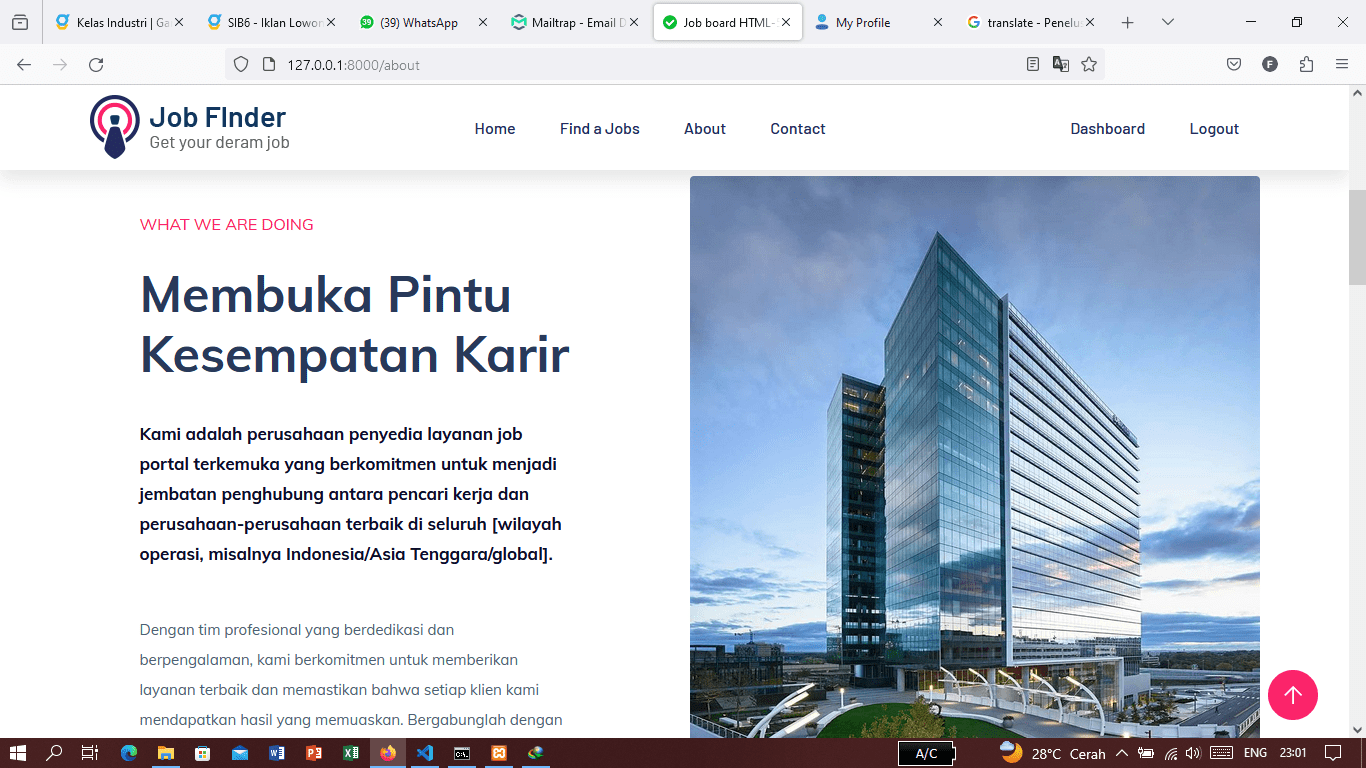 Kelas Industri | Ga
SIB6 - Iklan Lowor
39
(39) WhatsApp
Mailtrap - Email D
Job board HTML-
My Profile
translate - Penelu
127.0.0.1:8000/about
F
Job FInder
Get your deram job
Home
Find a Jobs
About
Contact
Dashboard
Logout
WHAT WE ARE DOING
Membuka Pintu
Kesempatan Karir
Kami adalah perusahaan penyedia layanan job
portal terkemuka yang berkomitmen untuk menjadi
jembatan penghubung antara pencari kerja dan
perusahaan-perusahaan terbaik di seluruh [wilayah
operasi, misalnya Indonesia/Asia Tenggara/global].
Dengan tim profesional yang berdedikasi dan
berpengalaman, kami berkomitmen untuk memberikan
layanan terbaik dan memastikan bahwa setiap klien kami
mendapatkan hasil yang memuaskan. Bergabunglah dengan
A/C
28°C Cerah
ENG
23:01